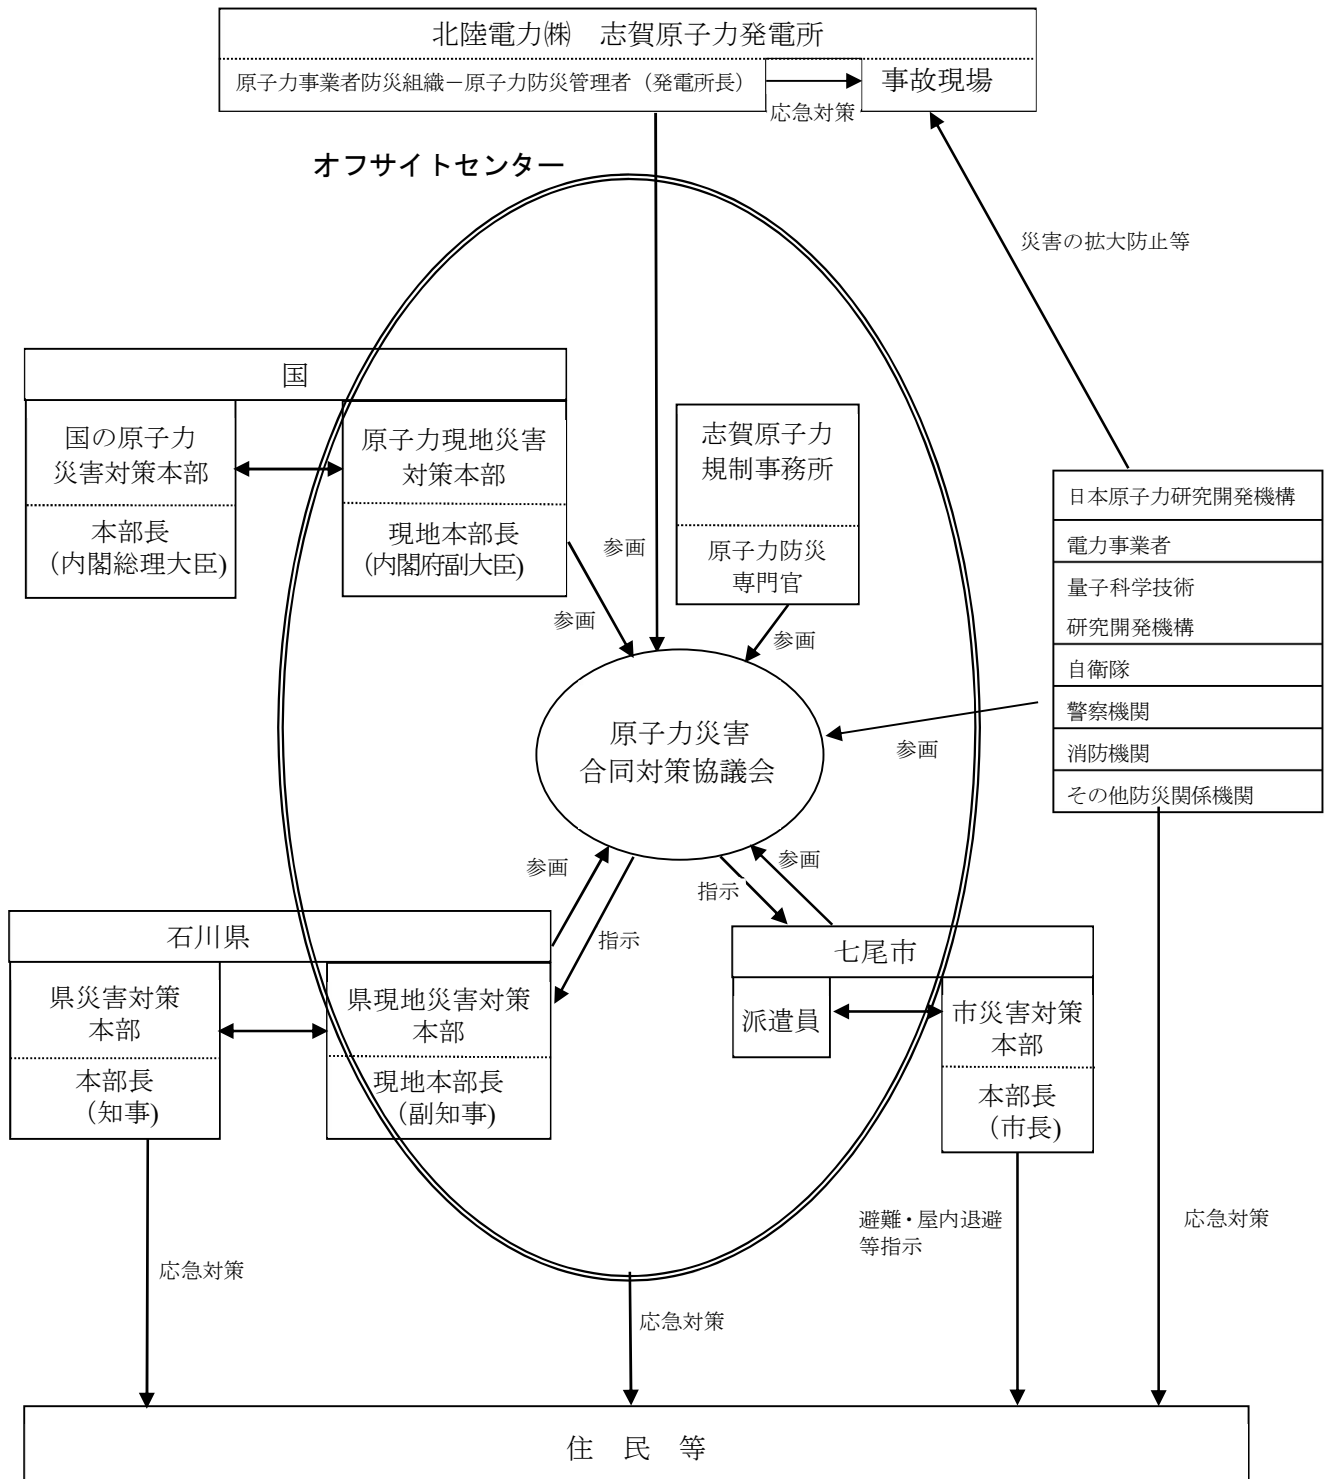 北陸電力㈱　志賀原子力発電所
原子力事業者防災組織－原子力防災管理者（発電所長）
事故現場
応急対策
オフサイトセンター
災害の拡大防止等
国
国の原子力
災害対策本部
本部長
（内閣総理大臣）
原子力現地災害
対策本部
現地本部長
（内閣府副大臣）
参画
参画
志賀原子力
規制事務所
原子力防災
専門官
参画
日本原子力研究開発機構
電力事業者
量子科学技術
研究開発機構
自衛隊
警察機関
消防機関
その他防災関係機関
参画
原子力災害
合同対策協議会
参画
指示
指示
参画
石川県
県災害対策
本部
本部長
（知事）
県現地災害対策
本部
現地本部長
（副知事）
七尾市
派遣員
市災害対策
本部
本部長
（市長）
応急対策
応急対策
避難・屋内退避
等指示
応急対策
住　民　等